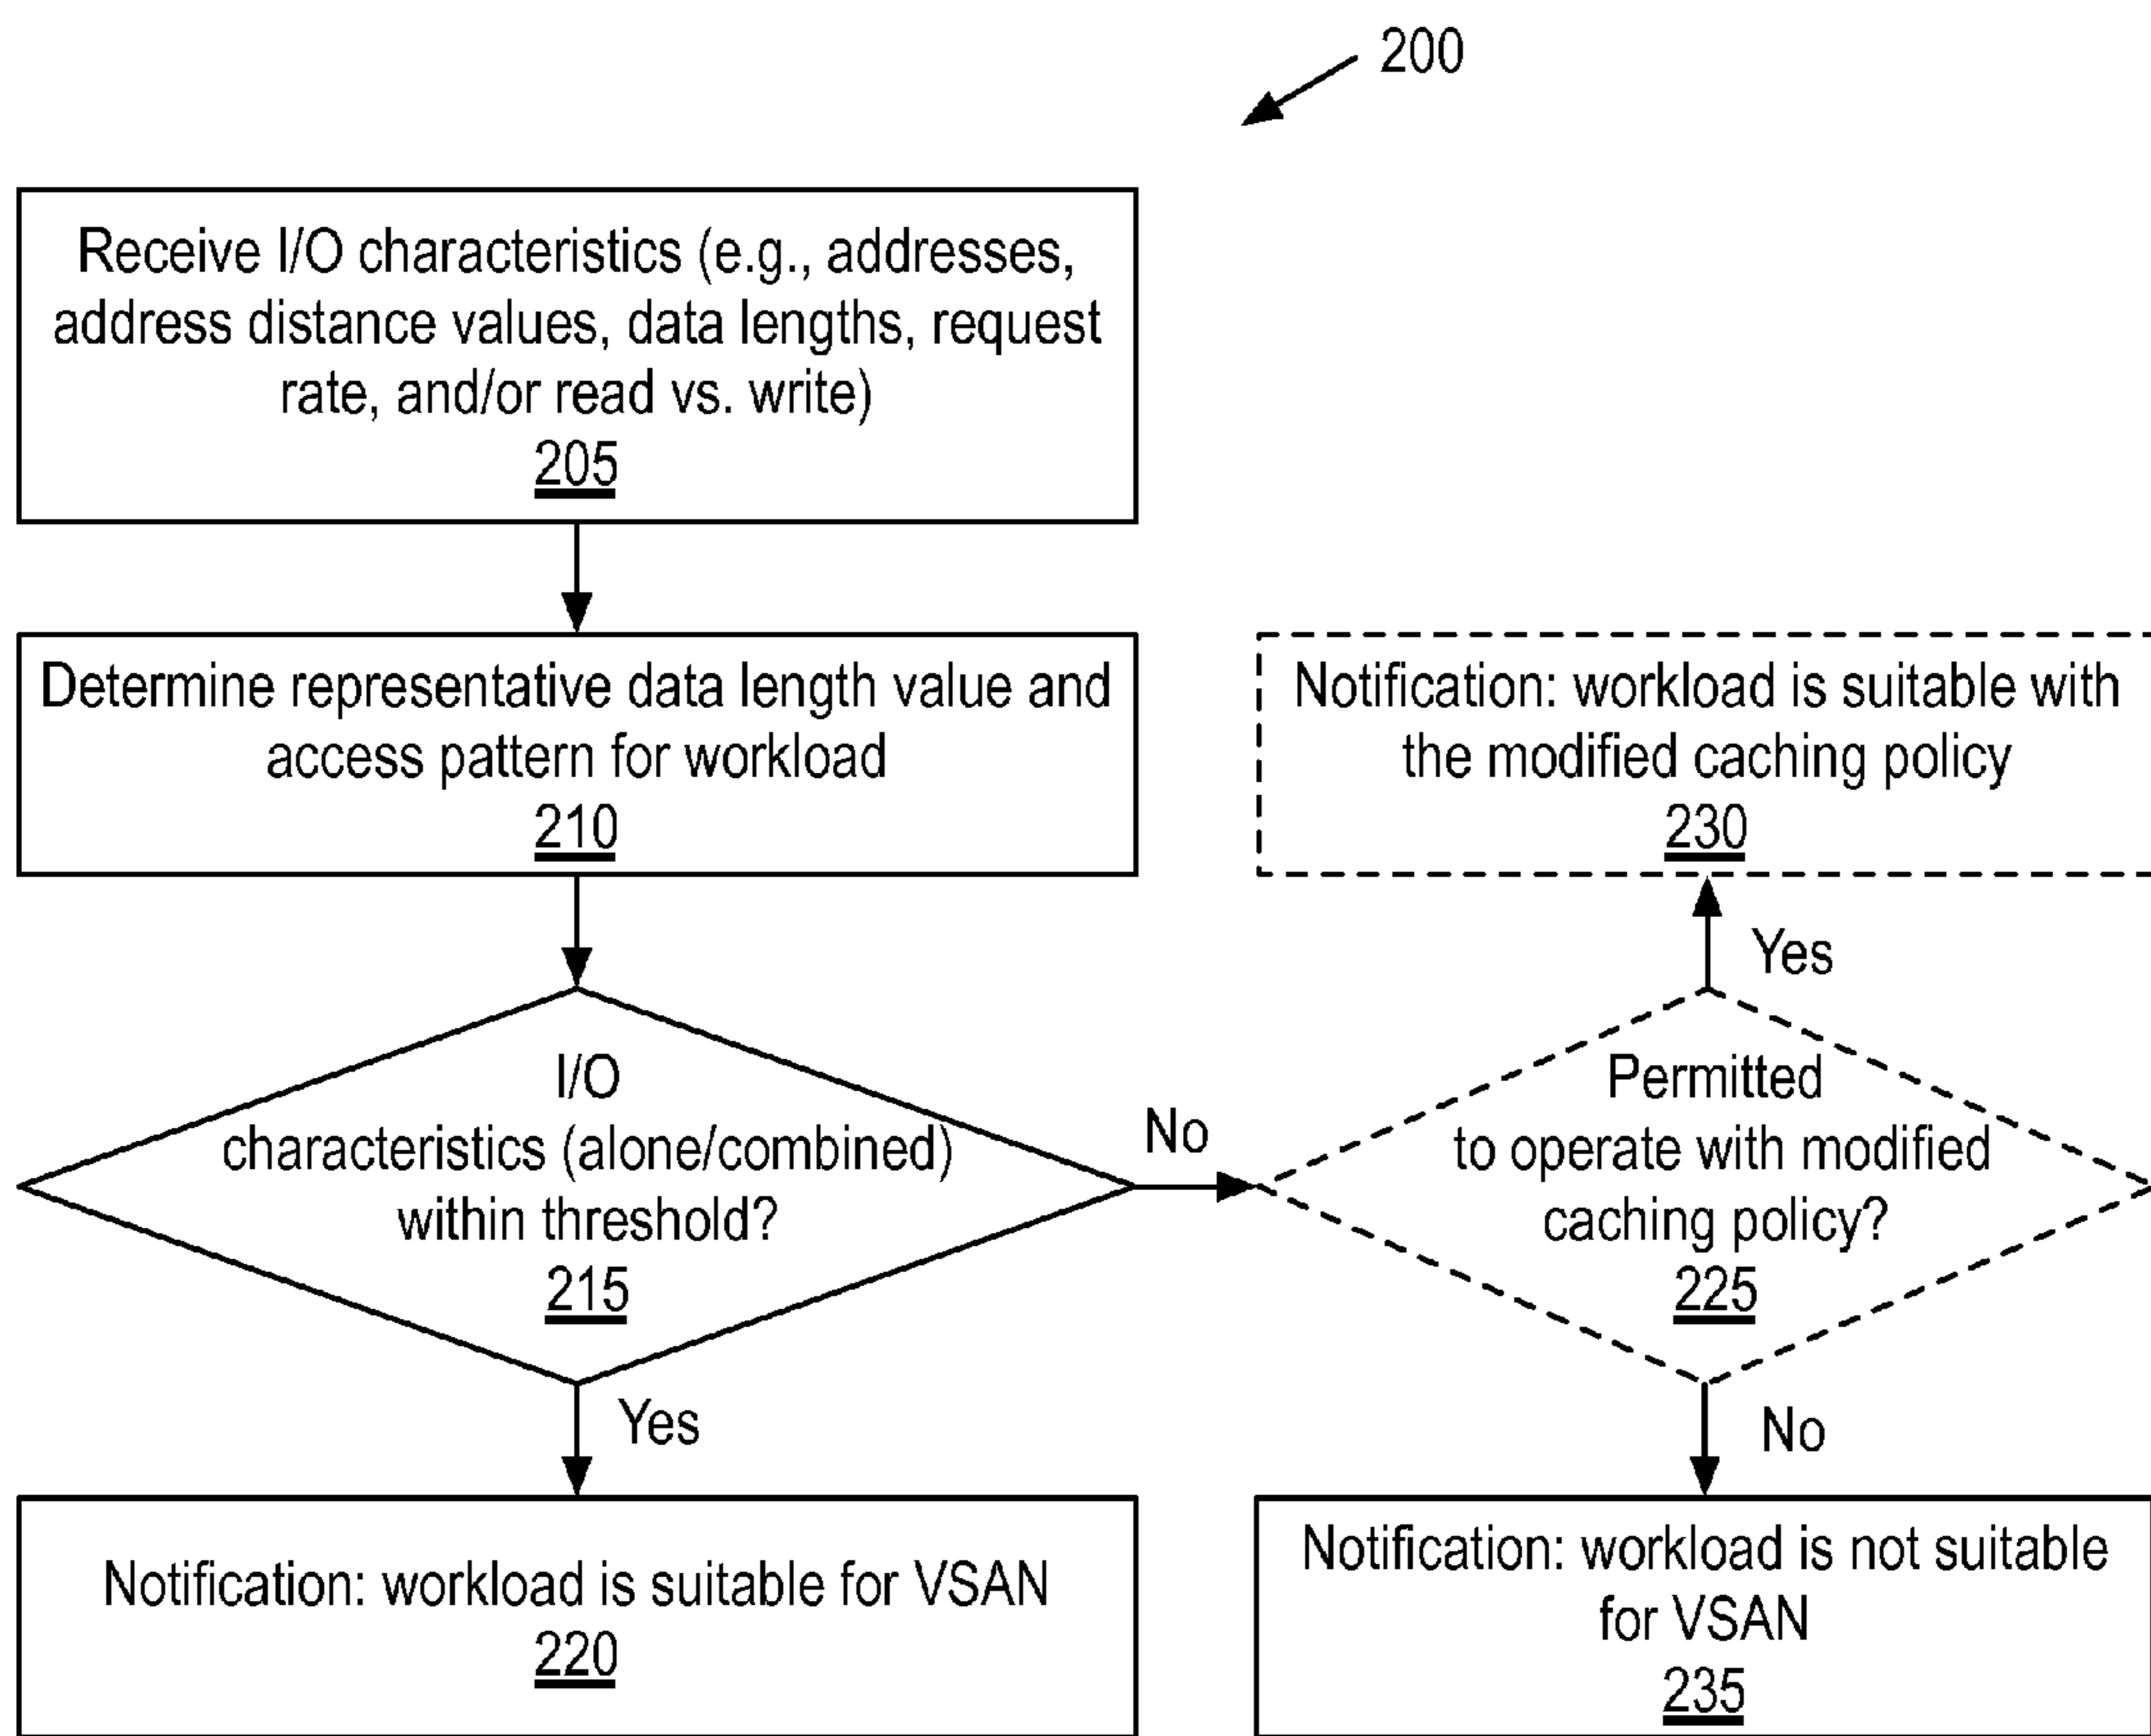 200
Receive I/O characteristics (e.g., addresses,
address distance values, data lengths, request
rate, and/or read vs. write)
205
Determine representative data length value and
access pattern for workload
210
Notification: workload is suitable with
the modified caching policy
230
Yes
I/O
characteristics (alone/combined)
within threshold?
215
No
Permitted
to operate with modified
caching policy?
225
Yes
No
Notification: workload is suitable for VSAN
220
Notification: workload is not suitable
for VSAN
235